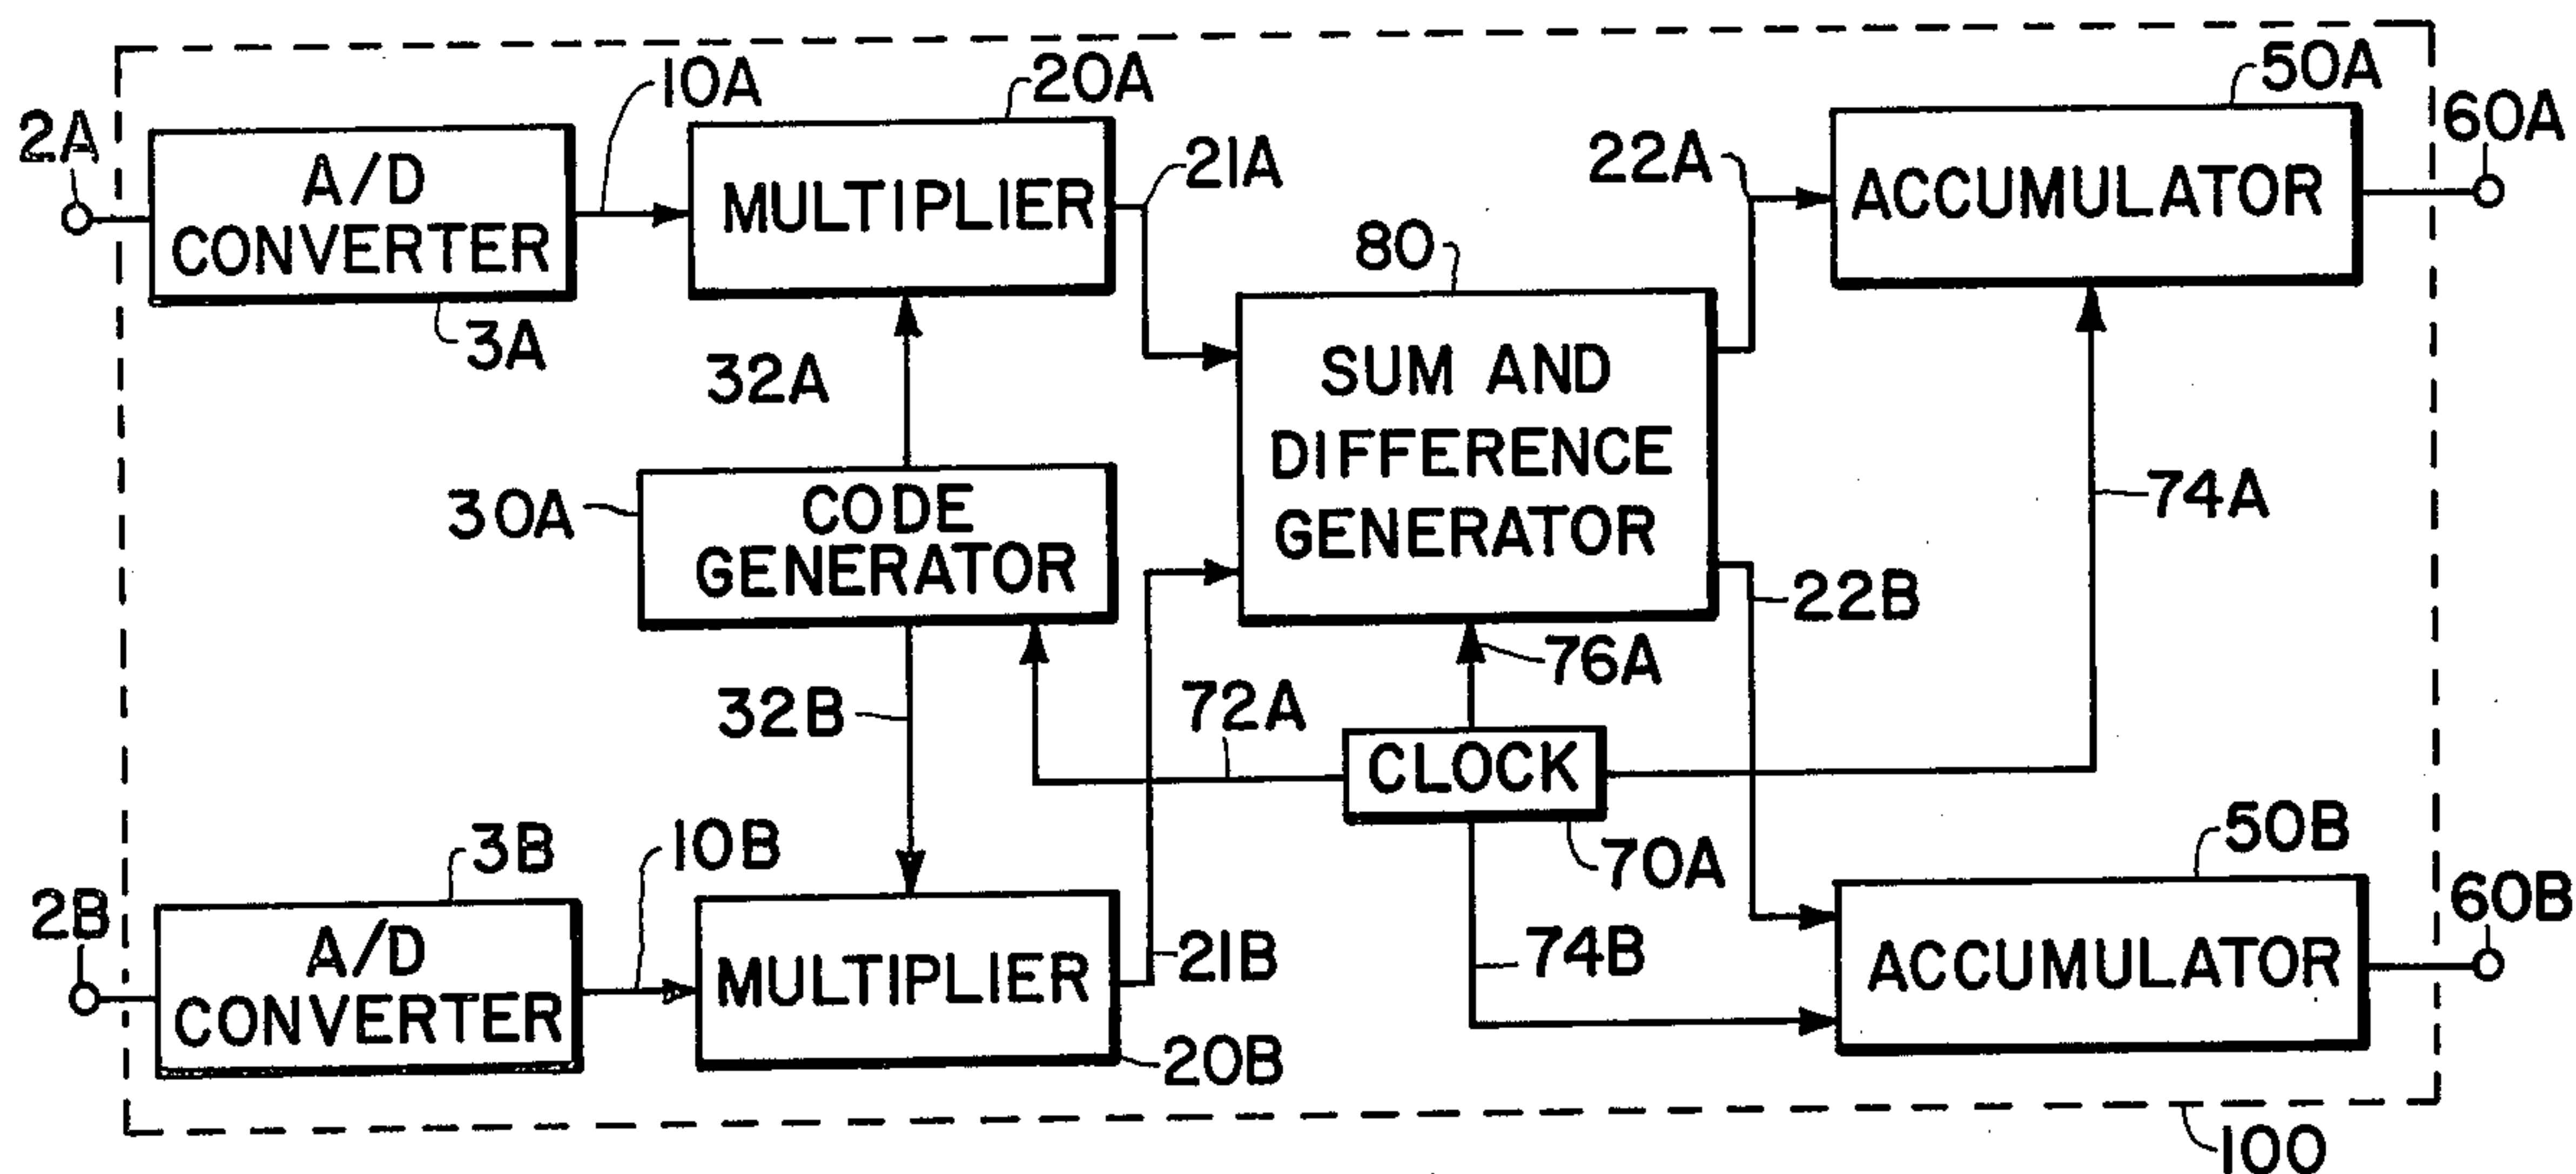 10A
20A
50A
2A
60A
A/D
CONVERTER
MULTIPLIER
21A
22A
ACCUMULATOR
80
3A
32A
SUM AND
DIFFERENCE
GENERATOR
30A
CODE
GENERATOR
74A
22B
76A
32B
72A
CLOCK
70A
3B
10B
50B
2B
60B
A/D
CONVERTER
MULTIPLIER
21B
74B
ACCUMULATOR
20B
100